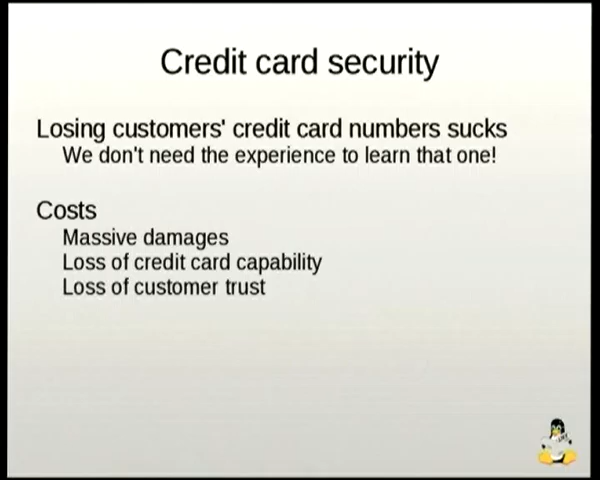 Credit card security
Losing customers' credit card numbers sucks
We don't need the experience to learn that one!
Costs
Massive damages
Loss of credit card capability
Loss of customer trust